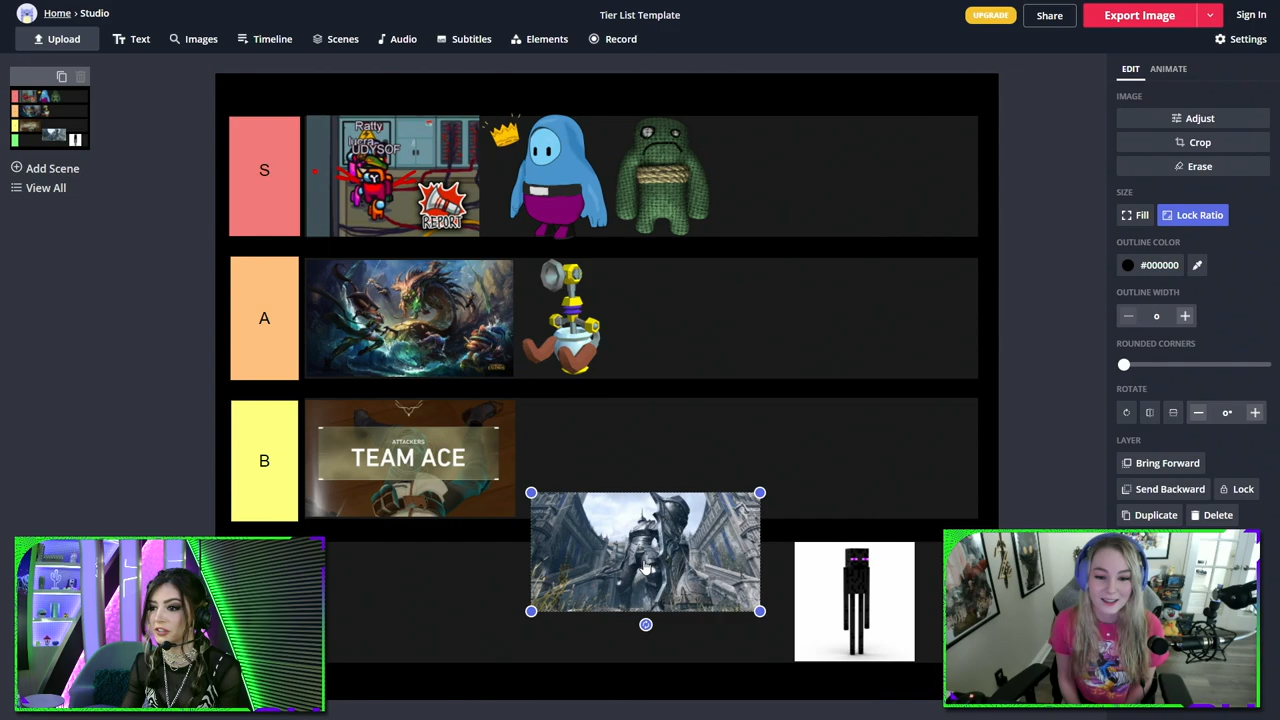 Home > Studio
Tier List Template
UPGRADE
Share
Export Image
Sign In
Upload
Text
Images
Timeline
Scenes
Audio
Subtitles
Elements
Record
Settings
Add Scene
View All
S
Ratty
UDYSOF
REPORT
A
B
ATTACKERS
TEAM ACE
EDIT
ANIMATE
IMAGE
Adjust
Crop
Erase
SIZE
Fill
Lock Ratio
OUTLINE COLOR
#000000
OUTLINE WIDTH
0
ROUNDED CORNERS
ROTATE
0°
LAYER
Bring Forward
Send Backward
Lock
Duplicate
Delete